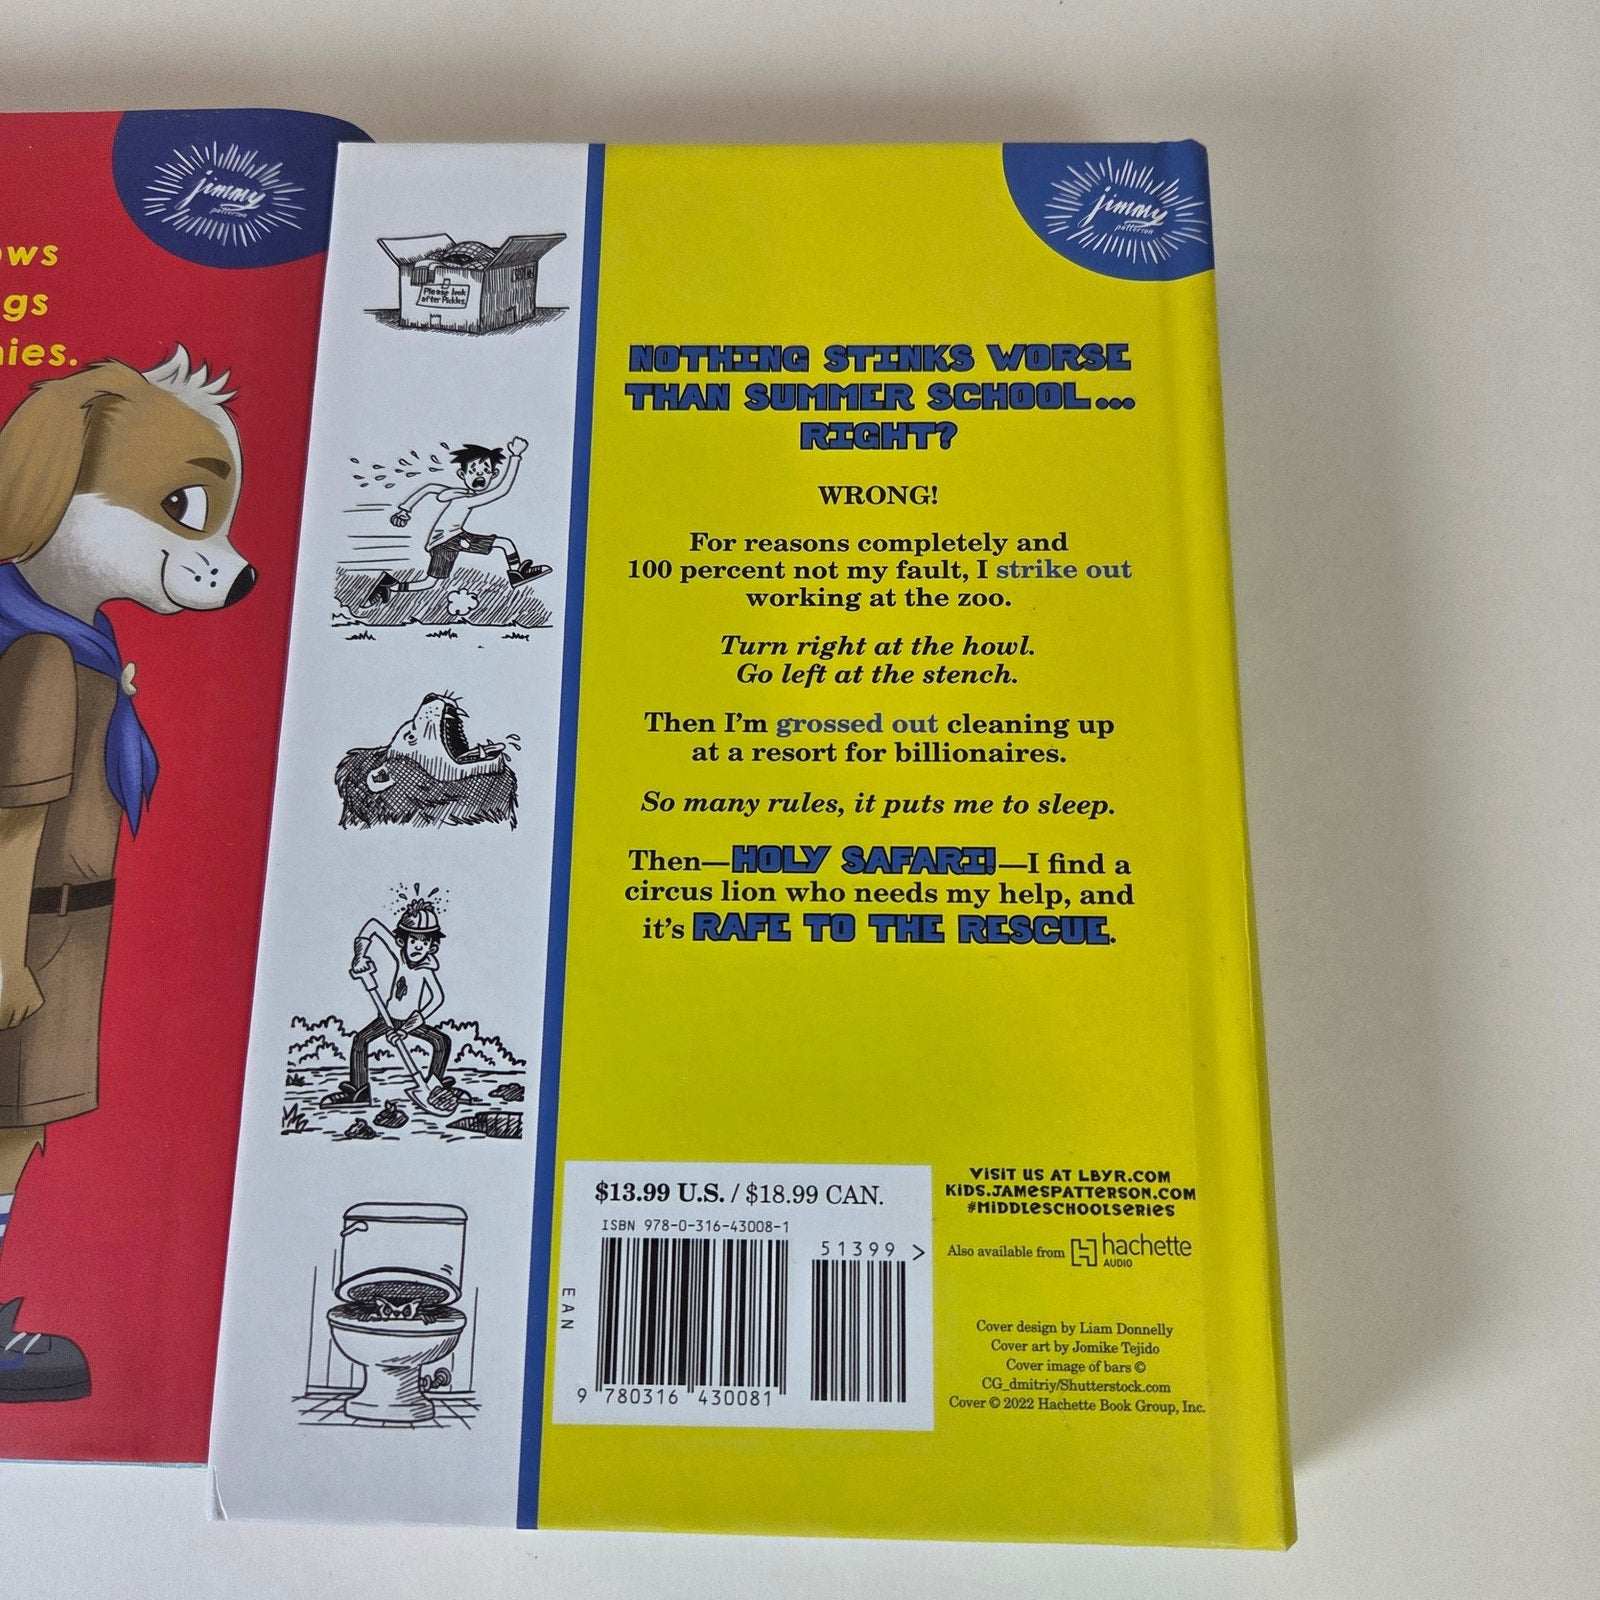 jimmy
patterson
ows
gs
nies.
jimmy
patterson
Please look
after Pickles
NOTHING STINKS WORSE
THAN SUMMER SCHOOL...
RIGHT?
WRONG!
For reasons completely and
100 percent not my fault, I strike out
working at the zoo.
Turn right at the howl.
Go left at the stench.
Then I'm grossed out cleaning up
at a resort for billionaires.
So many rules, it puts me to sleep.
Then—HOLY SAFARI!—I find a
circus lion who needs my help, and
it's RAFE TO THE RESCUE.
$13.99 U.S. / $18.99 CAN.
ISBN 978-0-316-43008-1
51399 >
EAN
9 780316 430081
VISIT US AT LBYR.COM
KIDS.JAMESPATTERSON.COM
#MIDDLESCHOOLSERIES
Also available from hachette
AUDIO
Cover design by Liam Donnelly
Cover art by Jomike Tejido
Cover image of bars ©
CG_dmitriy/Shutterstock.com
Cover © 2022 Hachette Book Group, Inc.